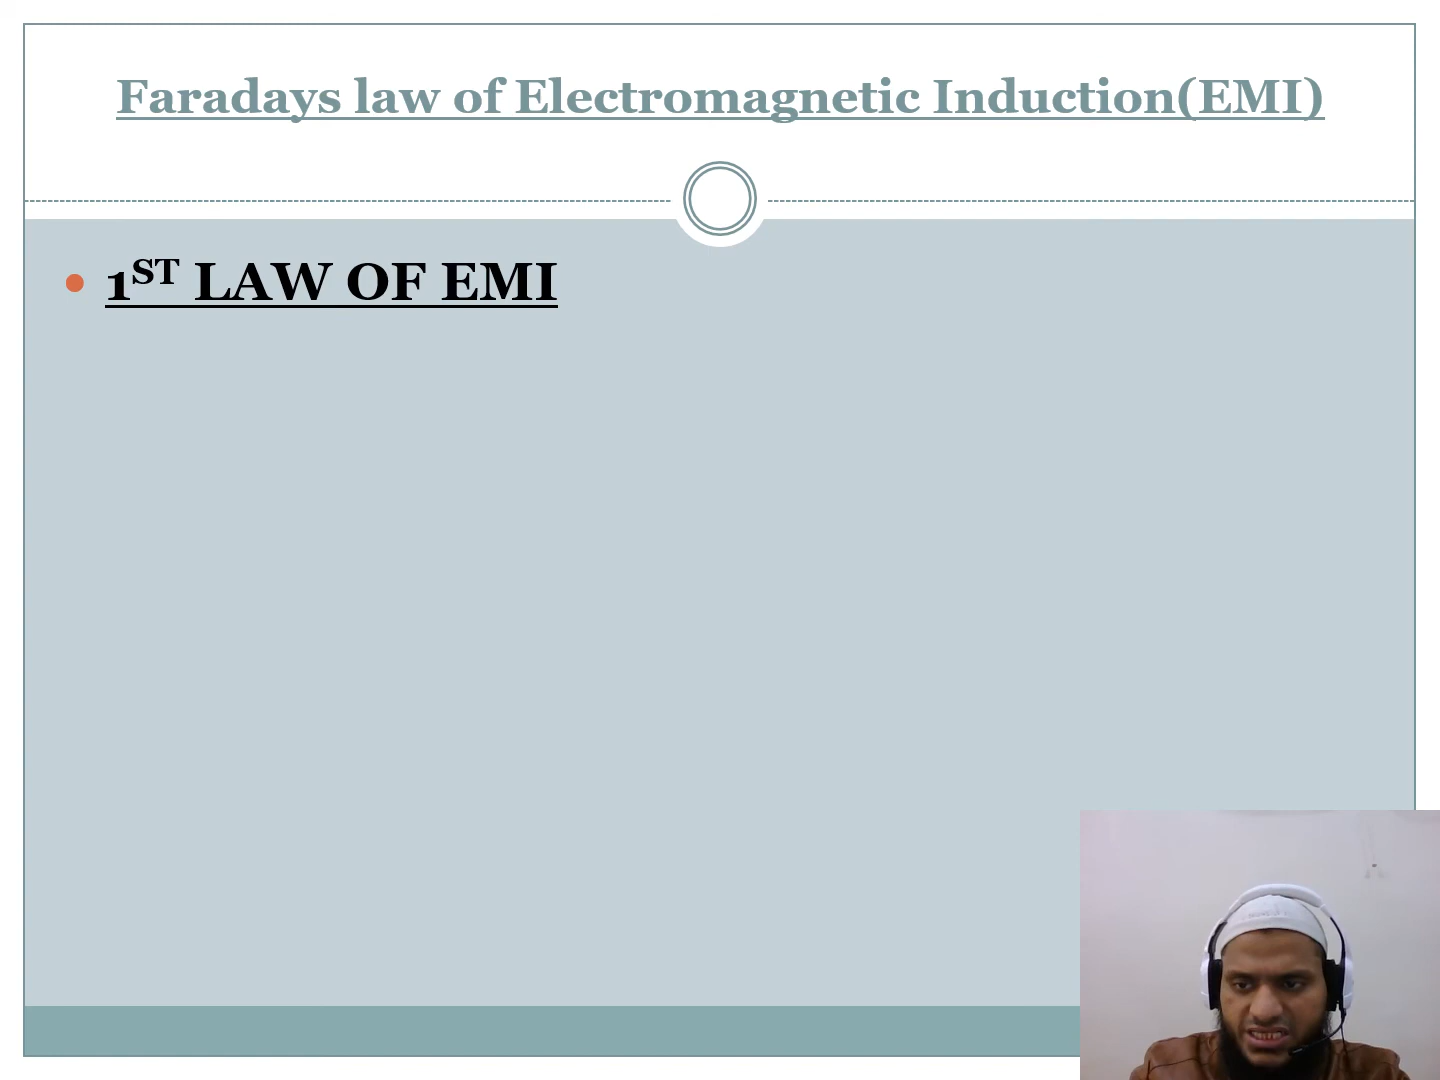 Faradays law of Electromagnetic Induction(EMI)
1ST LAW OF EMI